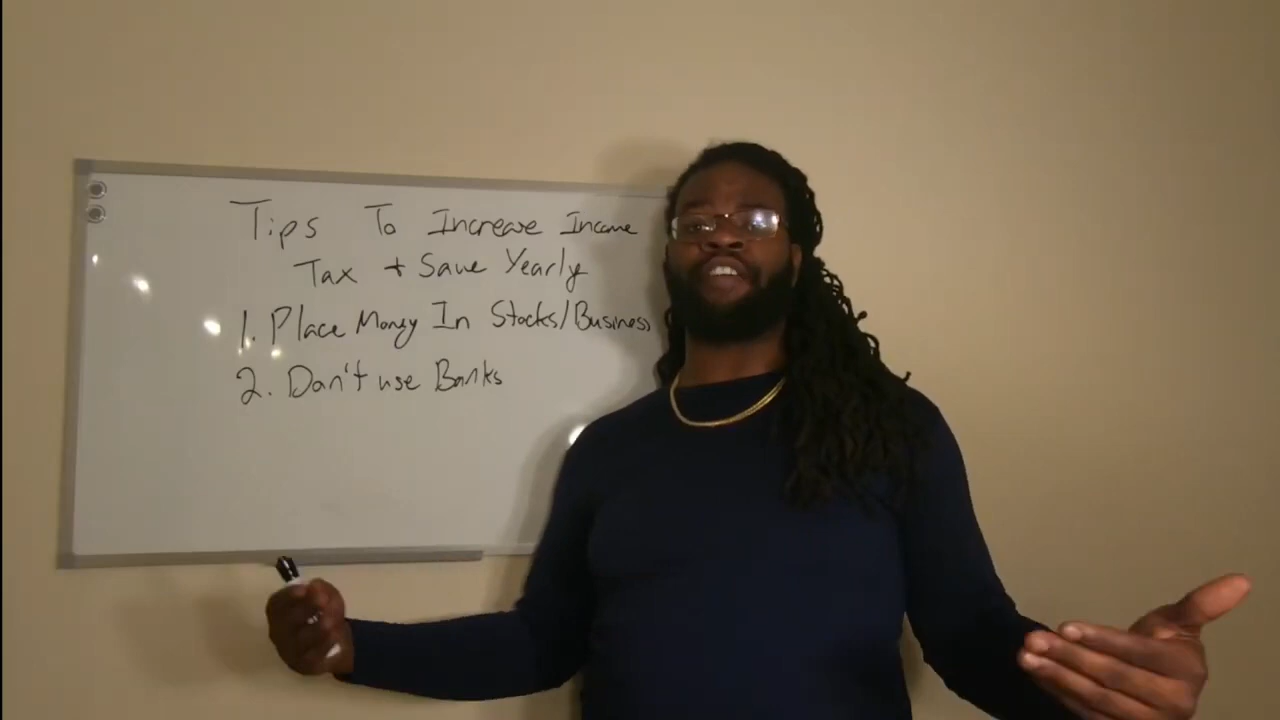 Tips To Increase Income
Tax + Save Yearly
1. Place Money In Stocks/Business
2. Don't use Banks